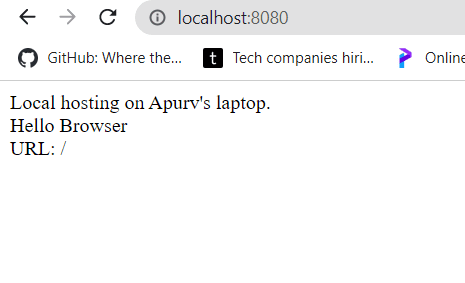 localhost:8080
GitHub: Where the... t Tech companies hiri... Online
Local hosting on Apurv's laptop.
Hello Browser
URL: /